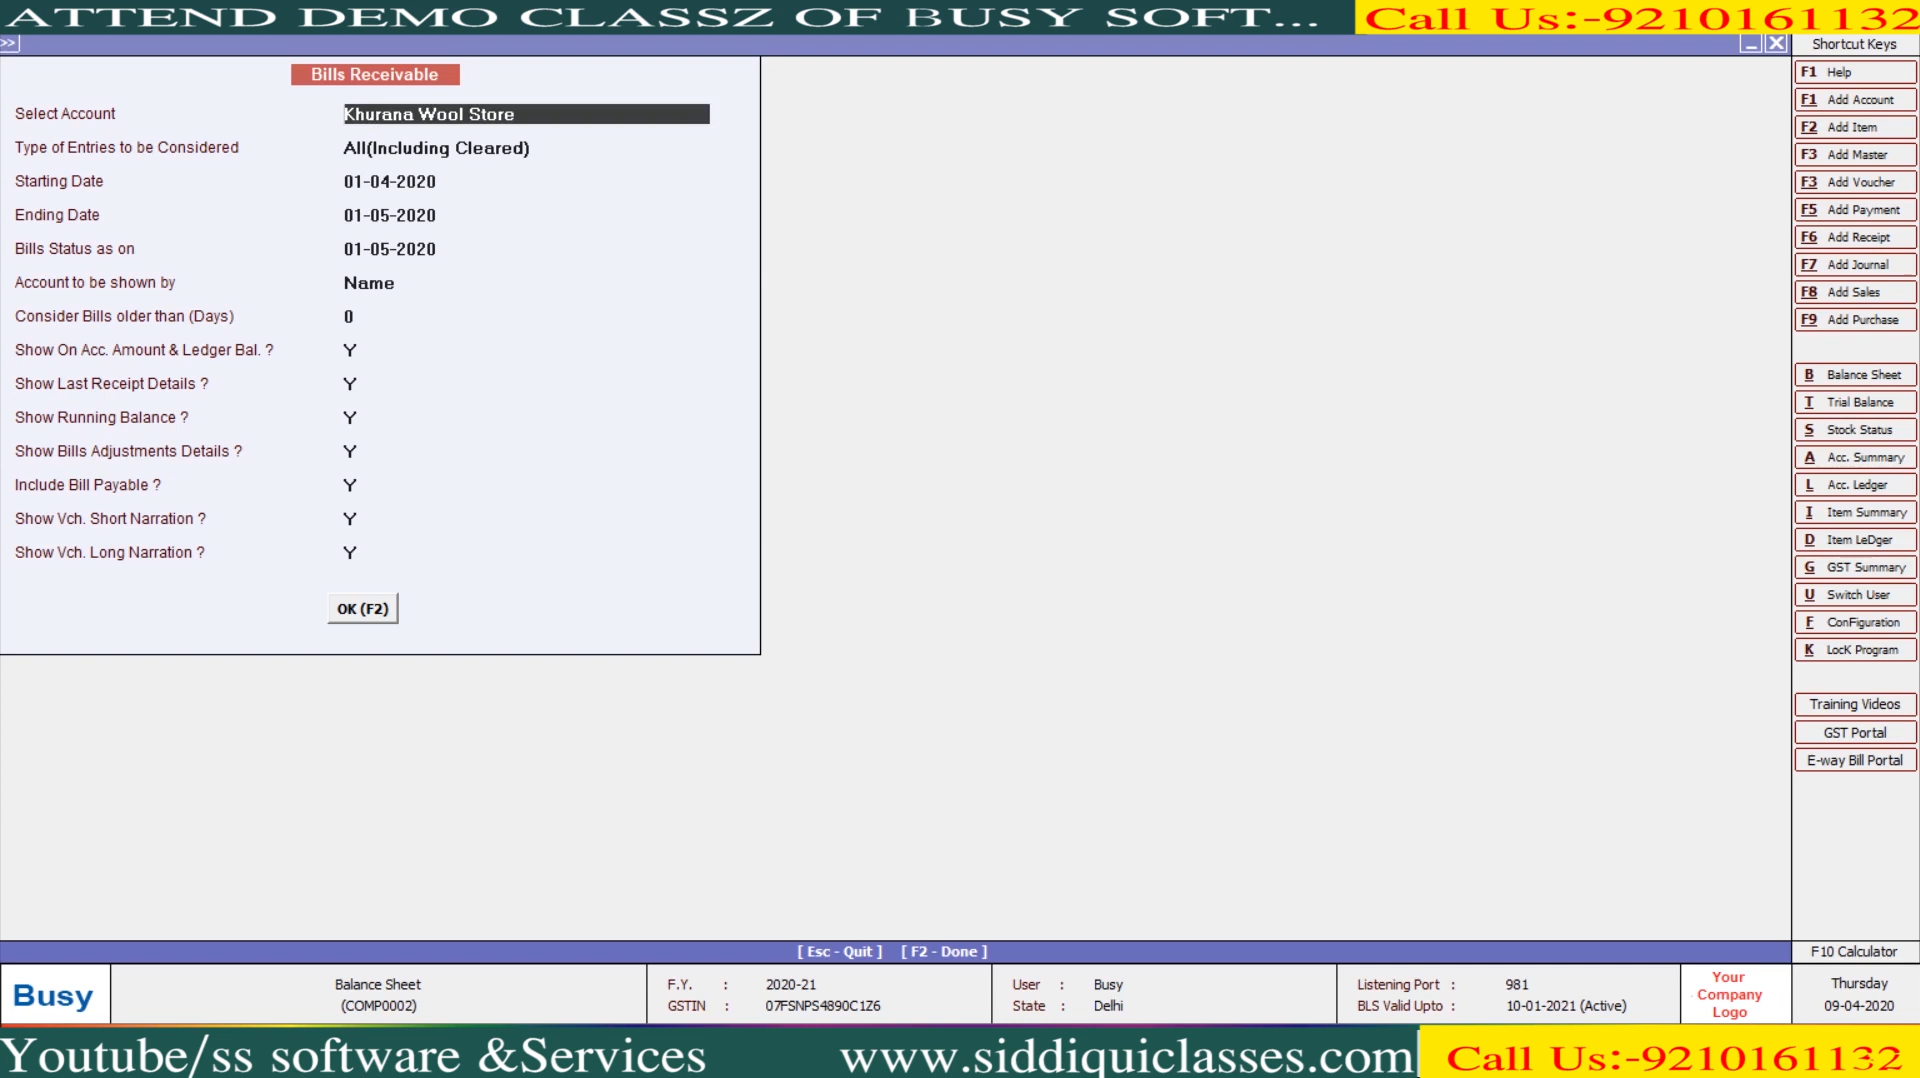 ATTEND DEMO CLASSZ OF BUSY SOFT...
Call Us:-9210161132
>>
Shortcut Keys
Bills Receivable
Select Account Khurana Wool Store
Type of Entries to be Considered All(Including Cleared)
Starting Date 01-04-2020
Ending Date 01-05-2020
Bills Status as on 01-05-2020
Account to be shown by Name
Consider Bills older than (Days) 0
Show On Acc. Amount & Ledger Bal. ? Y
Show Last Receipt Details ? Y
Show Running Balance ? Y
Show Bills Adjustments Details ? Y
Include Bill Payable ? Y
Show Vch. Short Narration ? Y
Show Vch. Long Narration ? Y
OK (F2)
F1 Help
F1 Add Account
F2 Add Item
F3 Add Master
F3 Add Voucher
F5 Add Payment
F6 Add Receipt
F7 Add Journal
F8 Add Sales
F9 Add Purchase
B Balance Sheet
T Trial Balance
S Stock Status
A Acc. Summary
L Acc. Ledger
I Item Summary
D Item LeDger
G GST Summary
U Switch User
F ConFiguration
K LocK Program
Training Videos
GST Portal
E-way Bill Portal
[ Esc - Quit ] [ F2 - Done ]
F10 Calculator
Busy
Balance Sheet
(COMP0002)
F.Y. : 2020-21
GSTIN : 07FSNPS4890C1Z6
User : Busy
State : Delhi
Listening Port : 981
BLS Valid Upto : 10-01-2021 (Active)
Your
Company
Logo
Thursday
09-04-2020
Youtube/ss software &Services
www.siddiquiclasses.com
Call Us:-9210161132